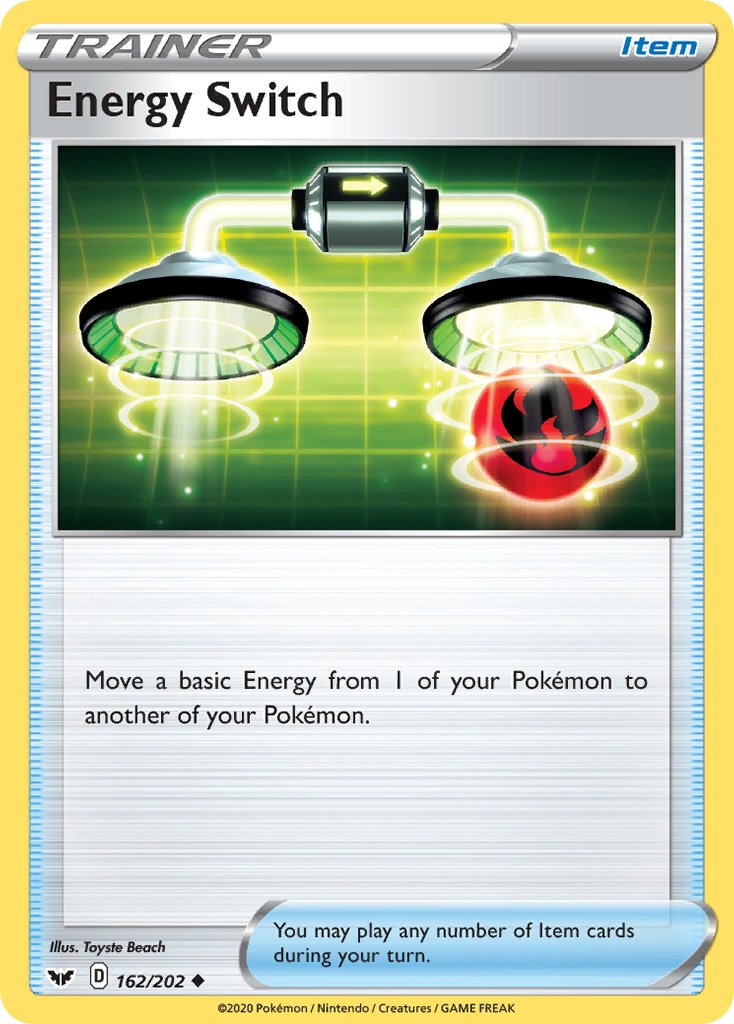 TRAINER
Item
Energy Switch
Move a basic Energy from 1 of your Pokémon to
another of your Pokémon.
Illus. Toyste Beach
You may play any number of Item cards
during your turn.
D 162/202
©2020 Pokémon / Nintendo / Creatures / GAME FREAK